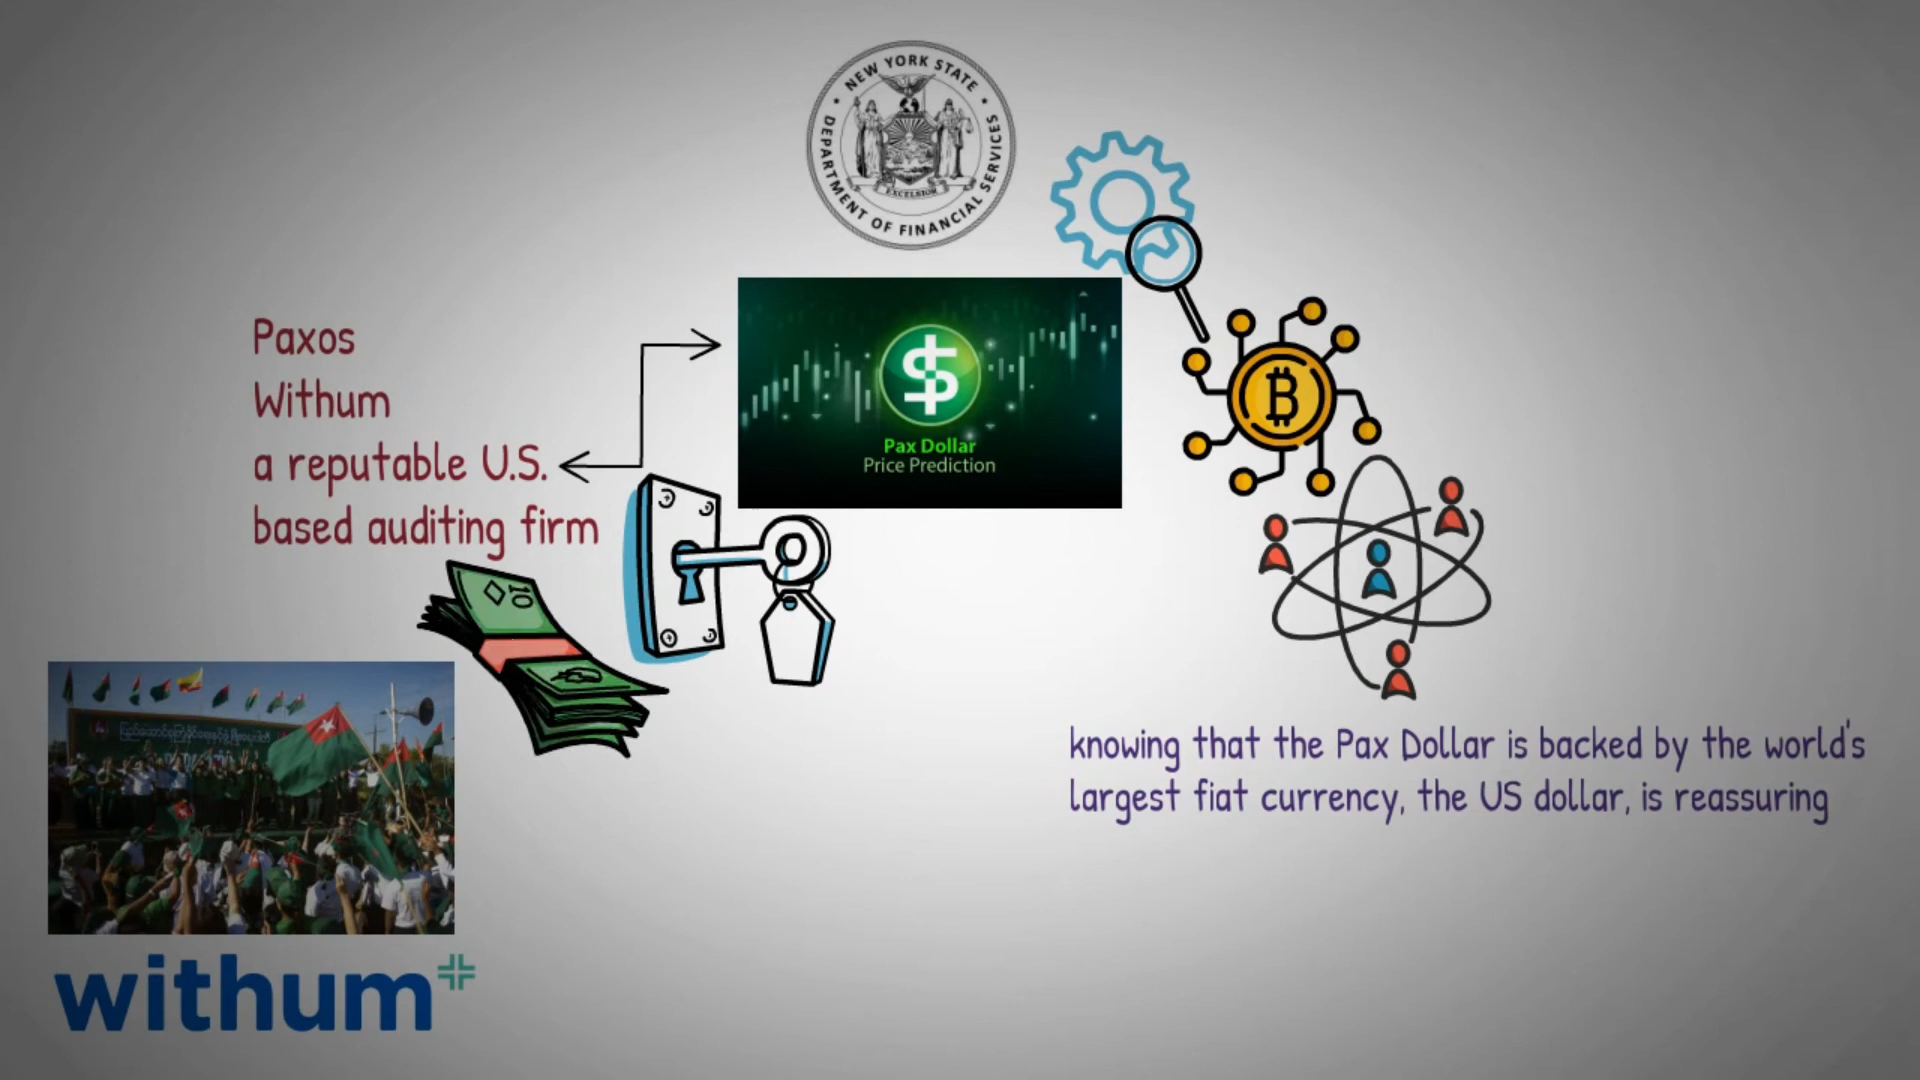 NEW YORK STATE
DEPARTMENT OF FINANCIAL SERVICES
EXCELSIOR
Pax Dollar
Price Prediction
Paxos
Withum
a reputable U.S.
based auditing firm
10
knowing that the Pax Dollar is backed by the world's
largest fiat currency, the US dollar, is reassuring
withum